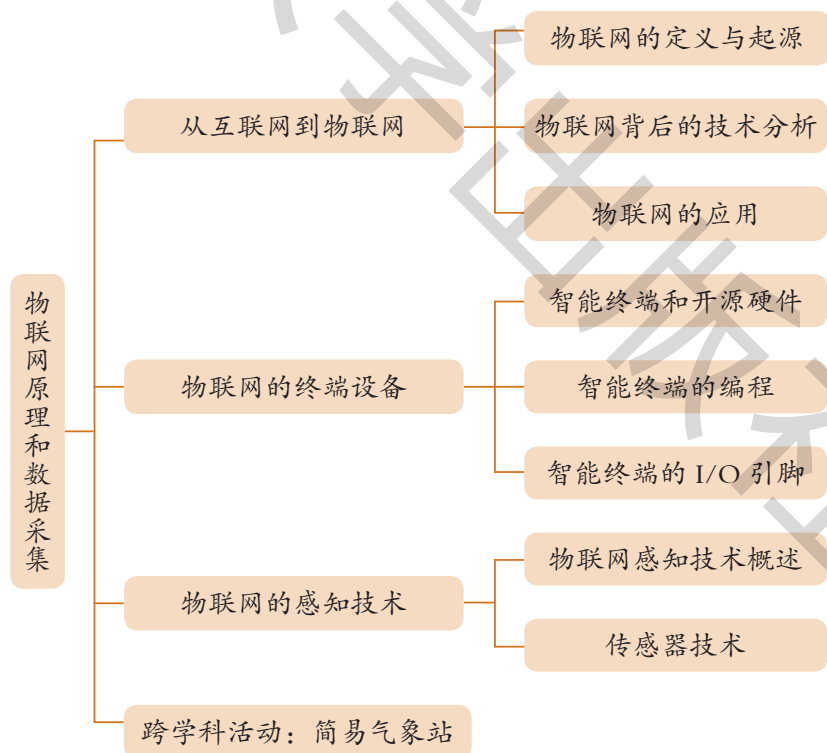 物联网原理和数据采集
从互联网到物联网
物联网的定义与起源
物联网背后的技术分析
物联网的应用
物联网的终端设备
智能终端和开源硬件
智能终端的编程
智能终端的 I/O 引脚
物联网的感知技术
物联网感知技术概述
传感器技术
跨学科活动：简易气象站
学出版社